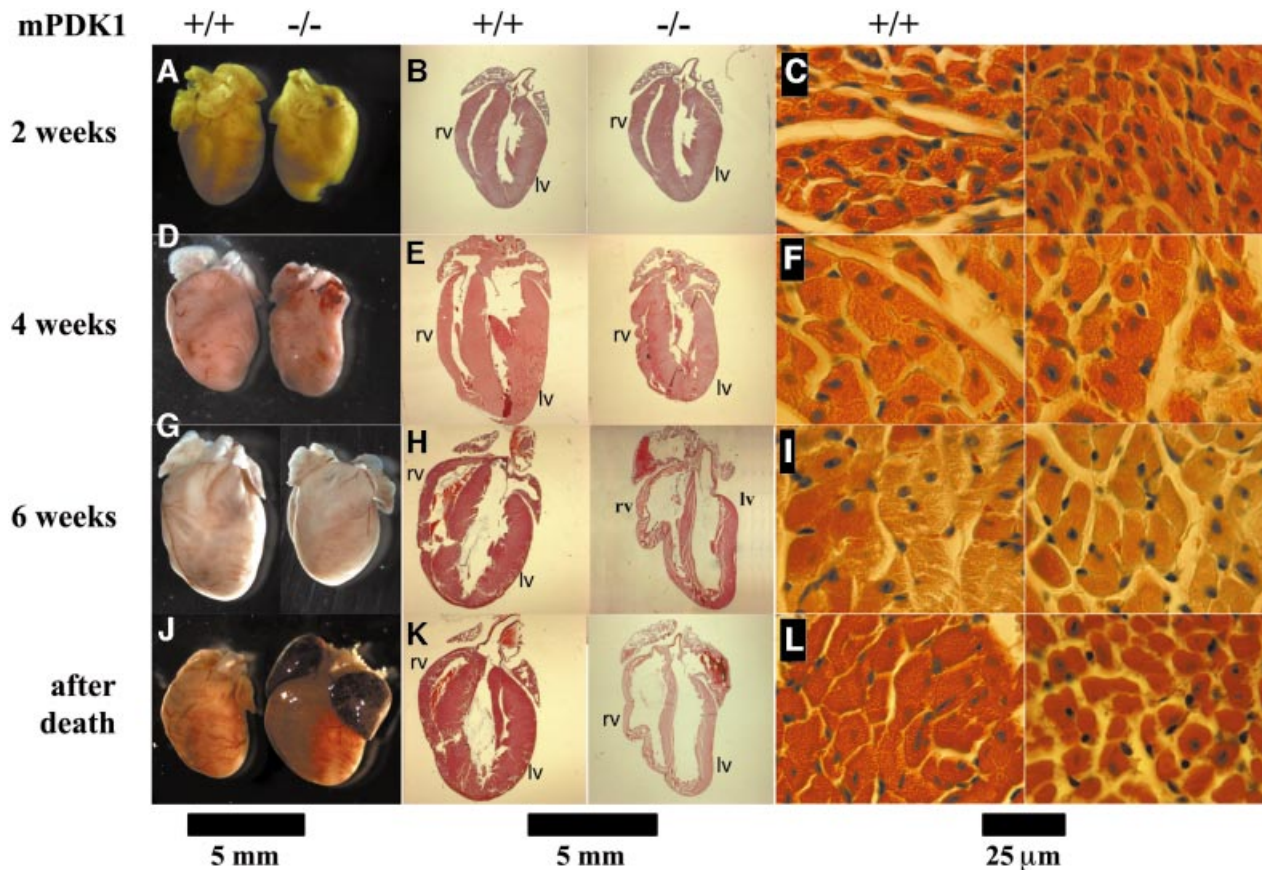 mPDK1 +/+ -/- +/+ -/- +/+
2 weeks
A B rv lv rv lv C
4 weeks
D E rv lv rv lv F
6 weeks
G H rv lv rv lv I
after
death
J K rv lv rv lv L
5 mm 5 mm 25 µm